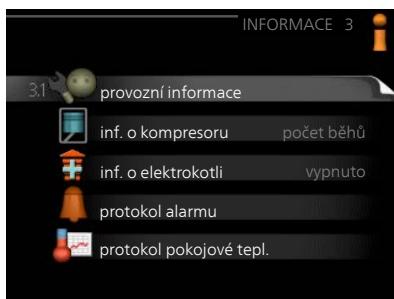 INFORMACE 3
3.1 provozní informace
inf. o kompresoru počet běhů
inf. o elektrokotli vypnuto
protokol alarmu
protokol pokojové tepl.